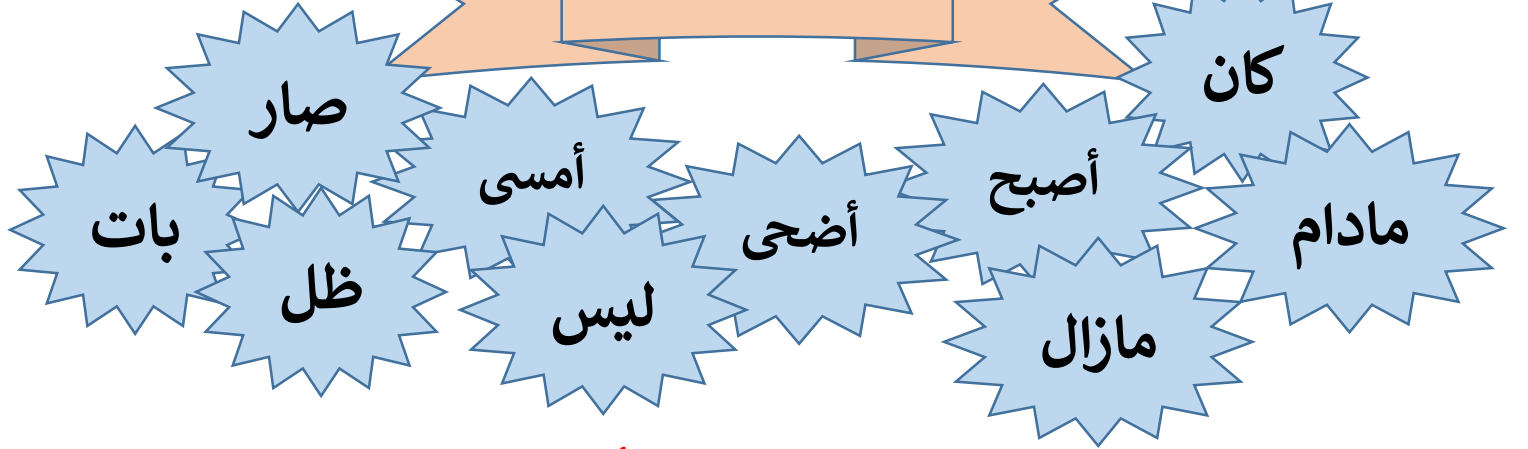 كان
صار
أصبح
أمسى
مادام
أضحى
بات
ظل
ليس
مازال